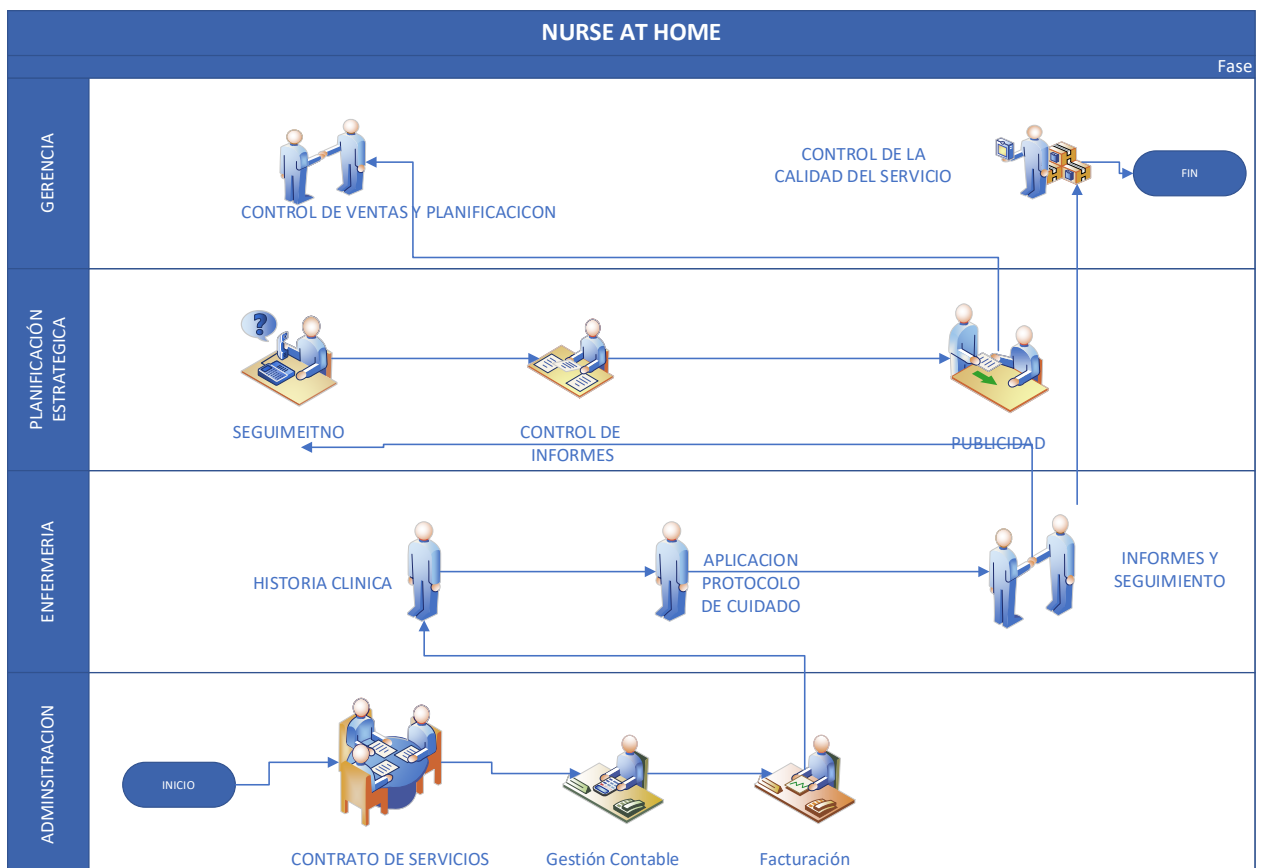 NURSE AT HOME
Fase
GERENCIA
CONTROL DE LA
CALIDAD DEL SERVICIO
FIN
CONTROL DE VENTAS Y PLANIFICACICON
PLANIFICACIÓN
ESTRATEGICA
?
SEGUIMEITNO
CONTROL DE
INFORMES
PUBLICIDAD
ENFERMERIA
HISTORIA CLINICA
APLICACION
PROTOCOLO
DE CUIDADO
INFORMES Y
SEGUIMIENTO
ADMINSITRACION
INICIO
CONTRATO DE SERVICIOS
Gestión Contable
Facturación